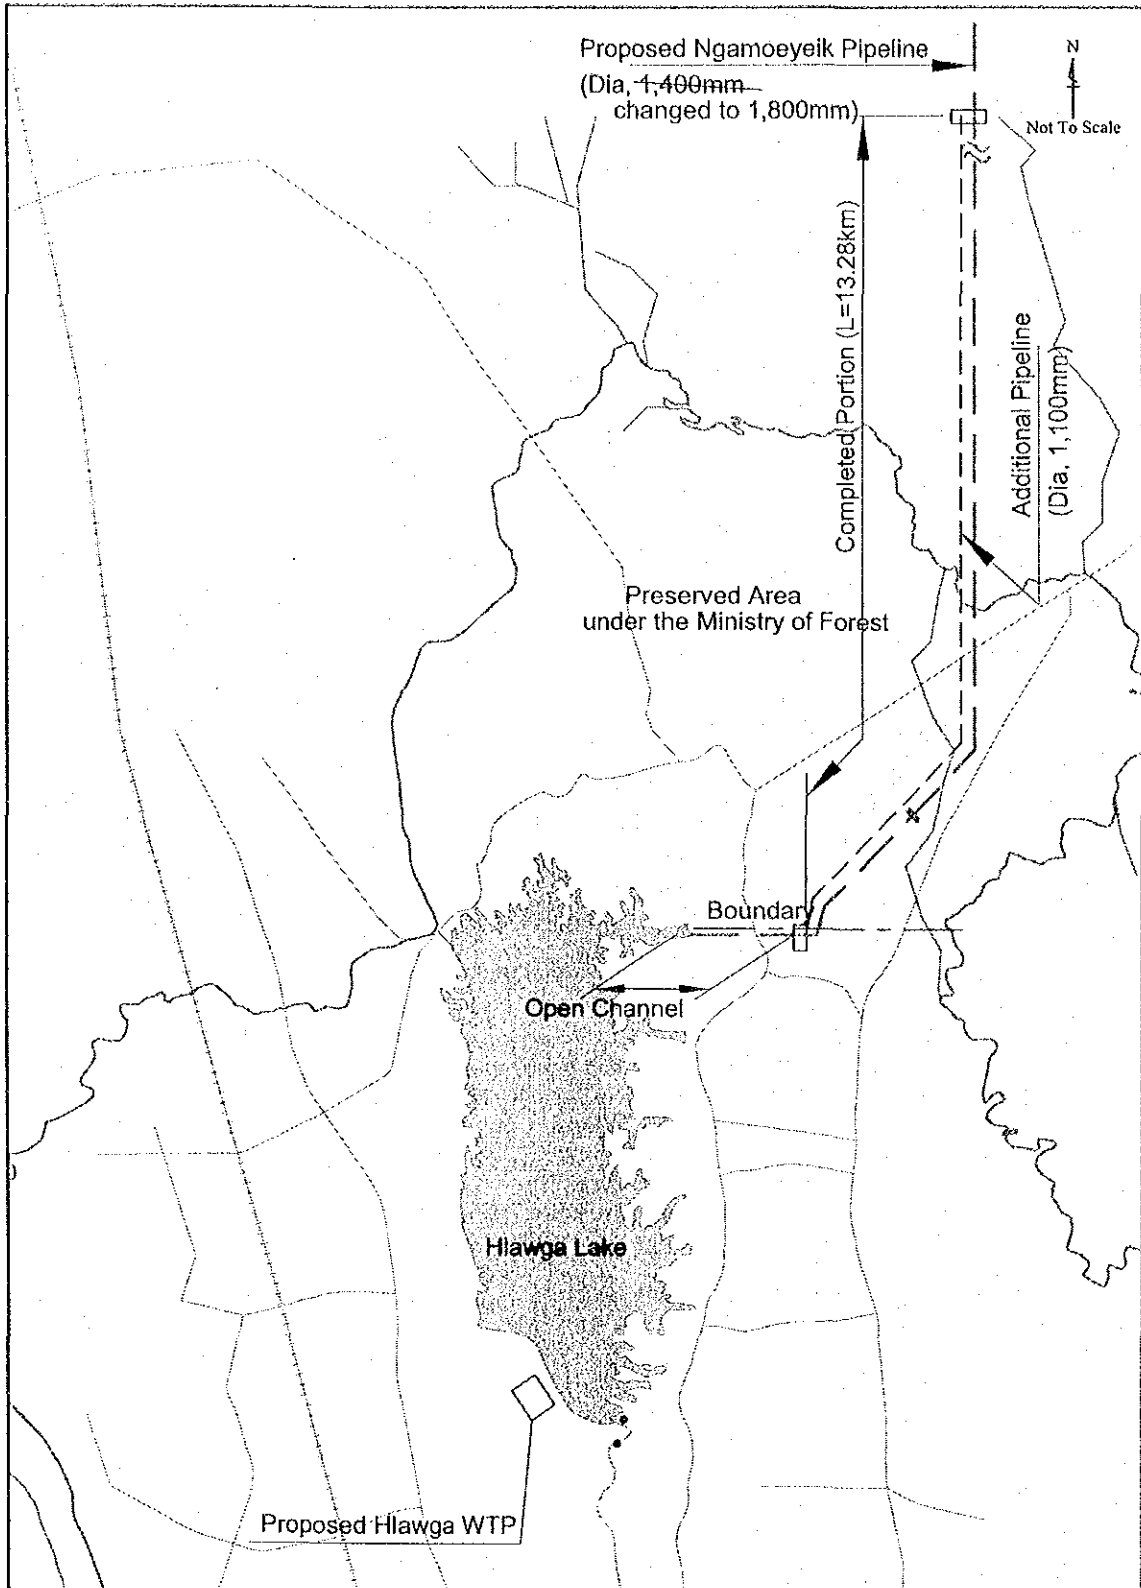 Proposed Ngamoeyeik Pipeline
(Dia, 1,400mm
changed to 1,800mm)
N
Not To Scale
Completed Portion (L=13.28km)
Additional Pipeline
(Dia, 1,100mm)
Preserved Area
under the Ministry of Forest
Boundary
Open Channel
Hlawga Lake
Proposed Hlawga WTP